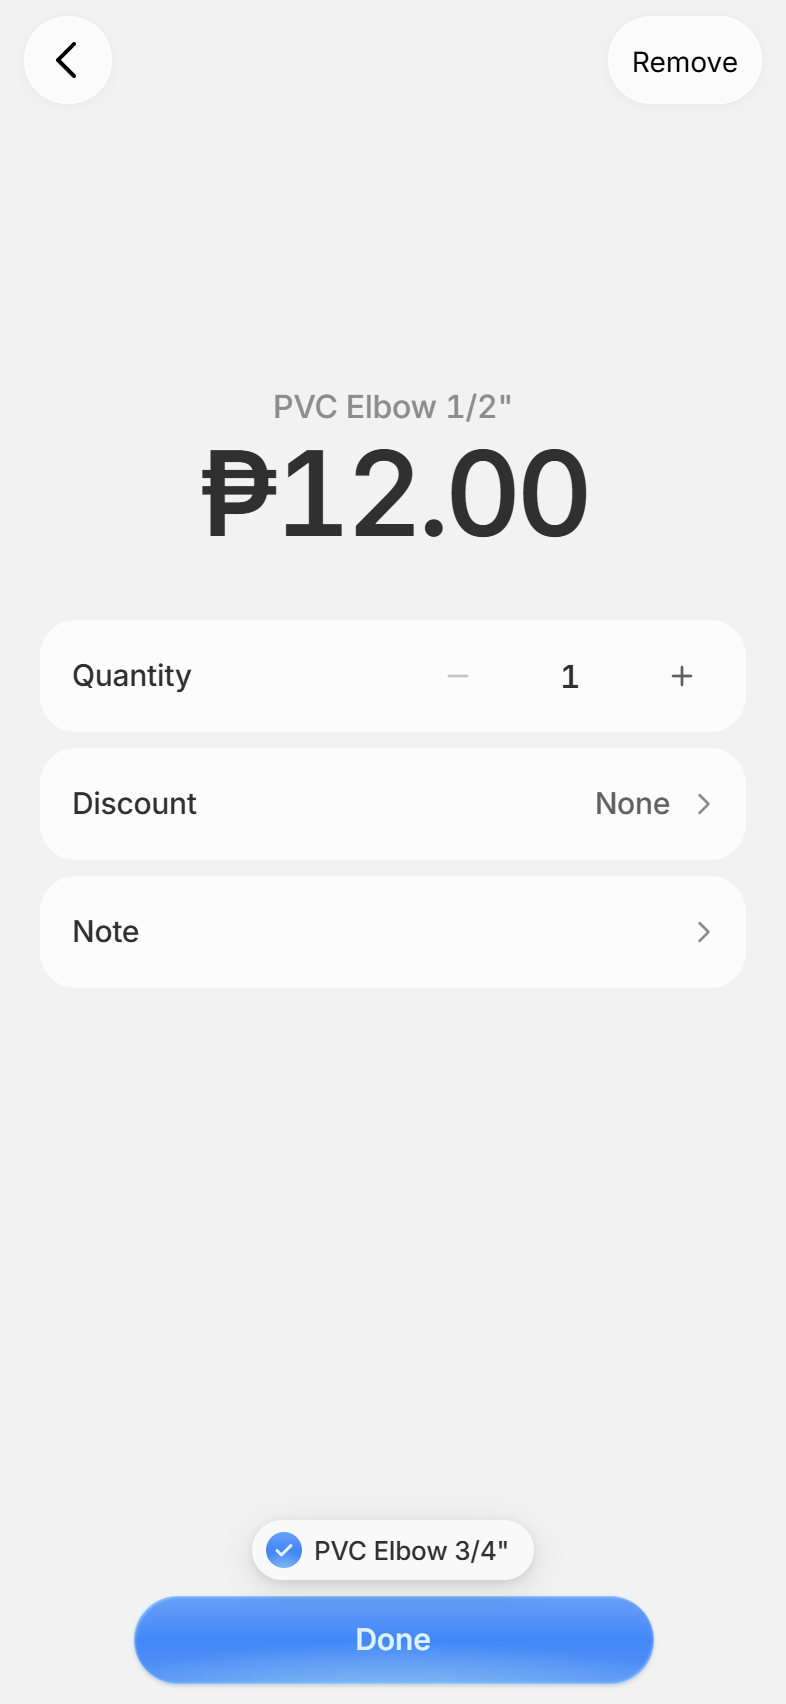 Remove
PVC Elbow 1/2"
₱12.00
Quantity 1
Discount None
Note
PVC Elbow 3/4"
Done